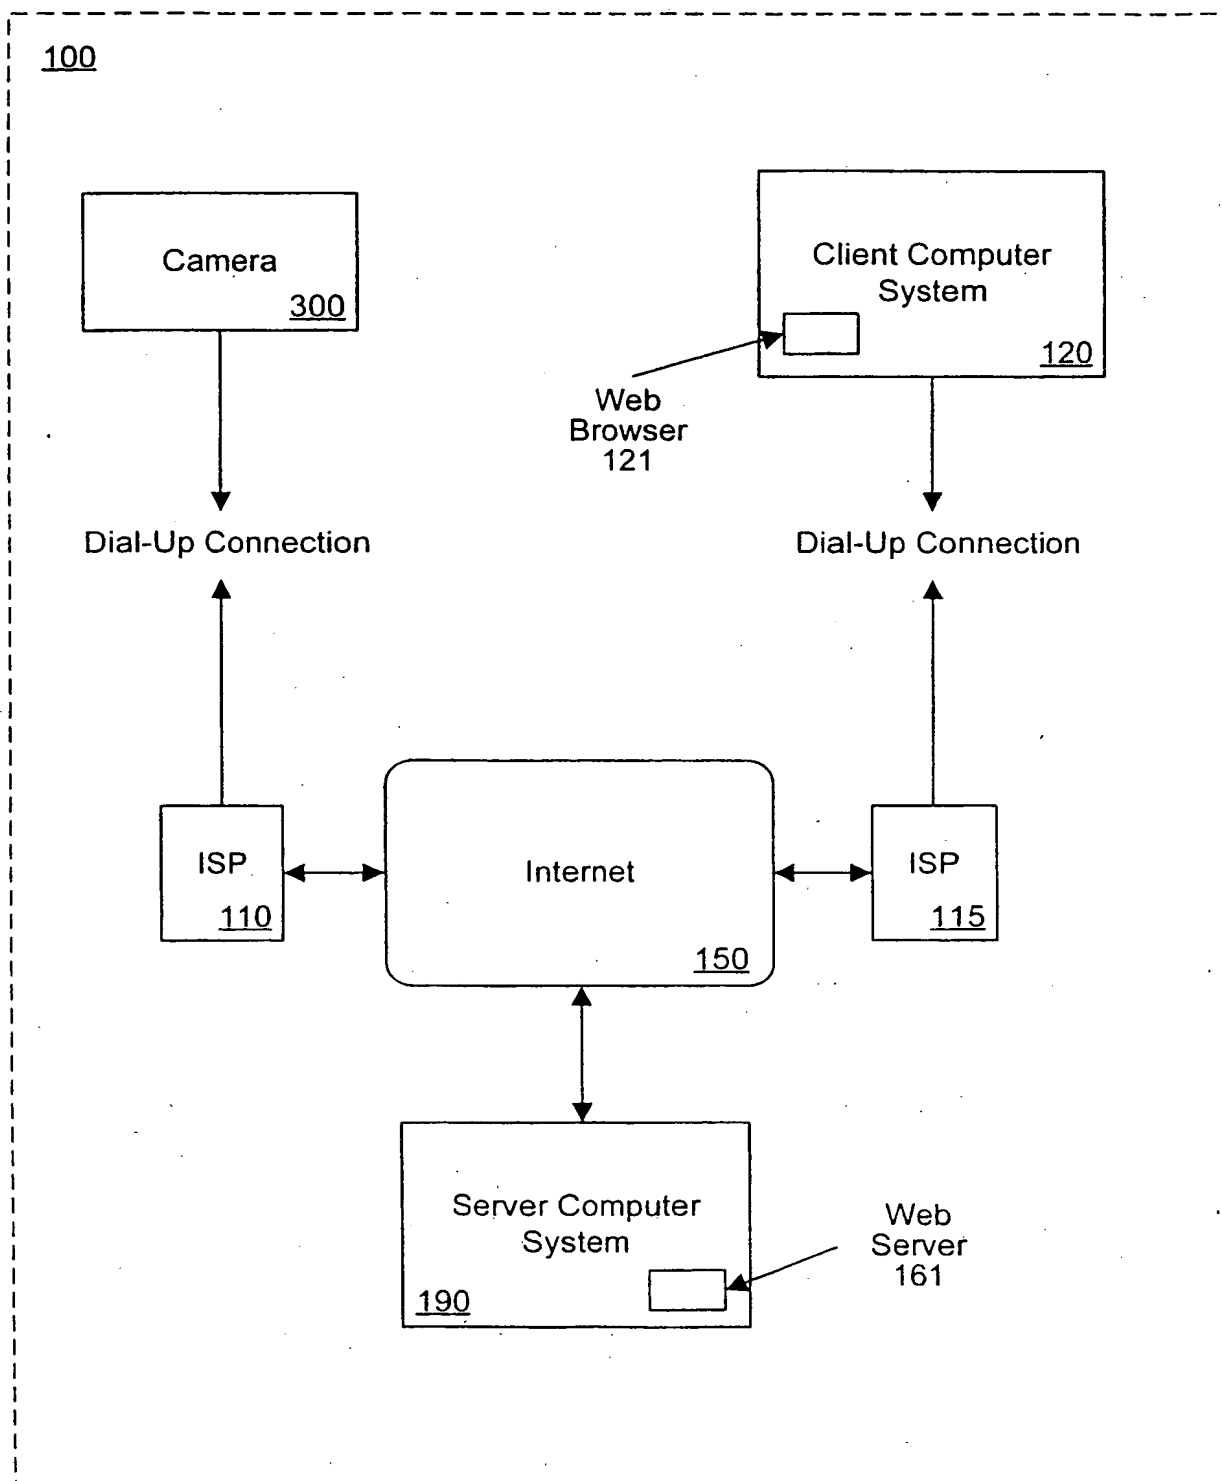 100
Camera
300
Client Computer
System
120
Web
Browser
121
Dial-Up Connection
Dial-Up Connection
ISP
110
Internet
150
ISP
115
Server Computer
System
190
Web
Server
161